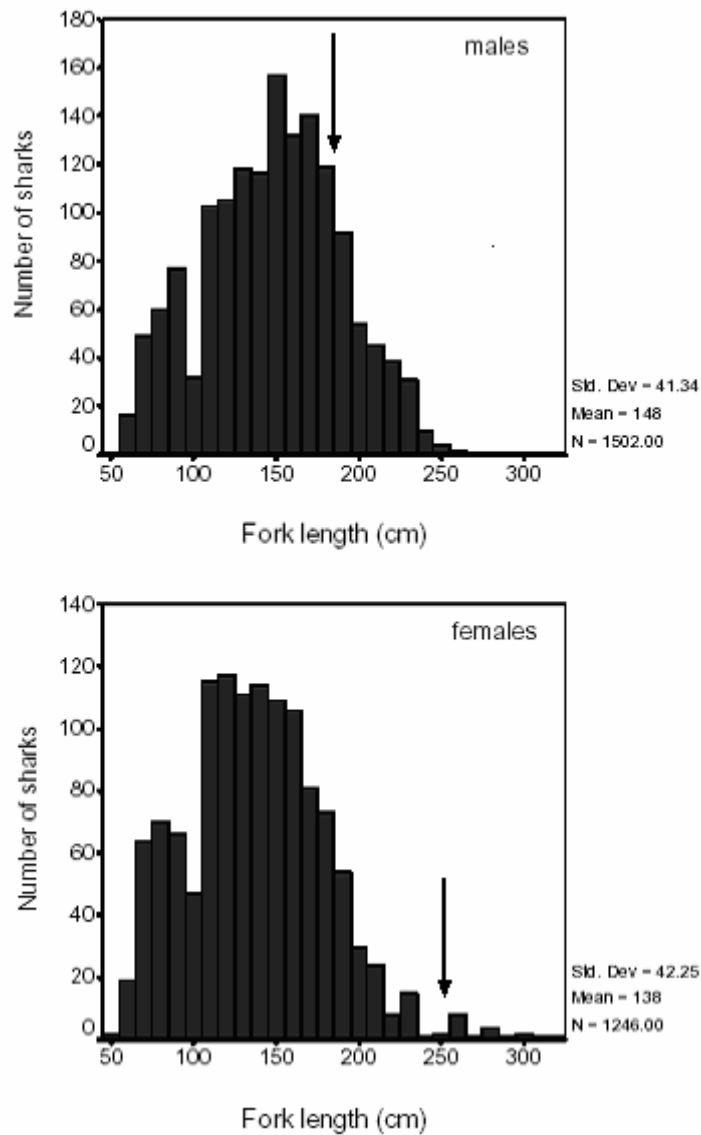 180
males
160
140
120
100
80
60
40
20
0
Number of sharks
50 100 150 200 250 300
Fork length (cm)
Std. Dev = 41.34
Mean = 148
N = 1502.00
140
females
120
100
80
60
40
20
0
Number of sharks
50 100 150 200 250 300
Fork length (cm)
Std. Dev = 42.25
Mean = 138
N = 1246.00